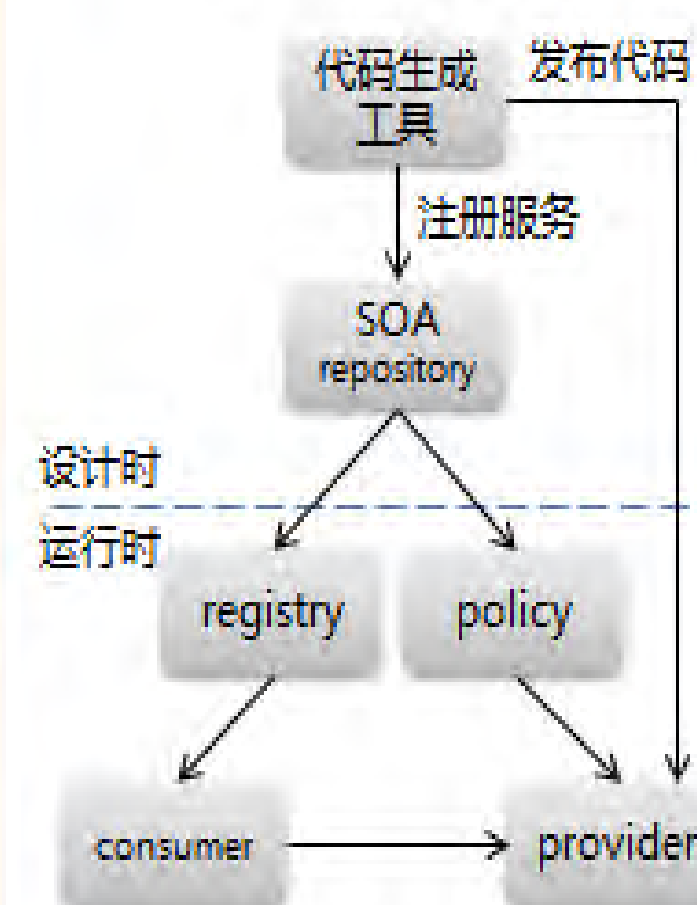 代码生成
工具
发布代码
注册服务
SOA
repository
设计时
运行时
registry
policy
consumer
provider